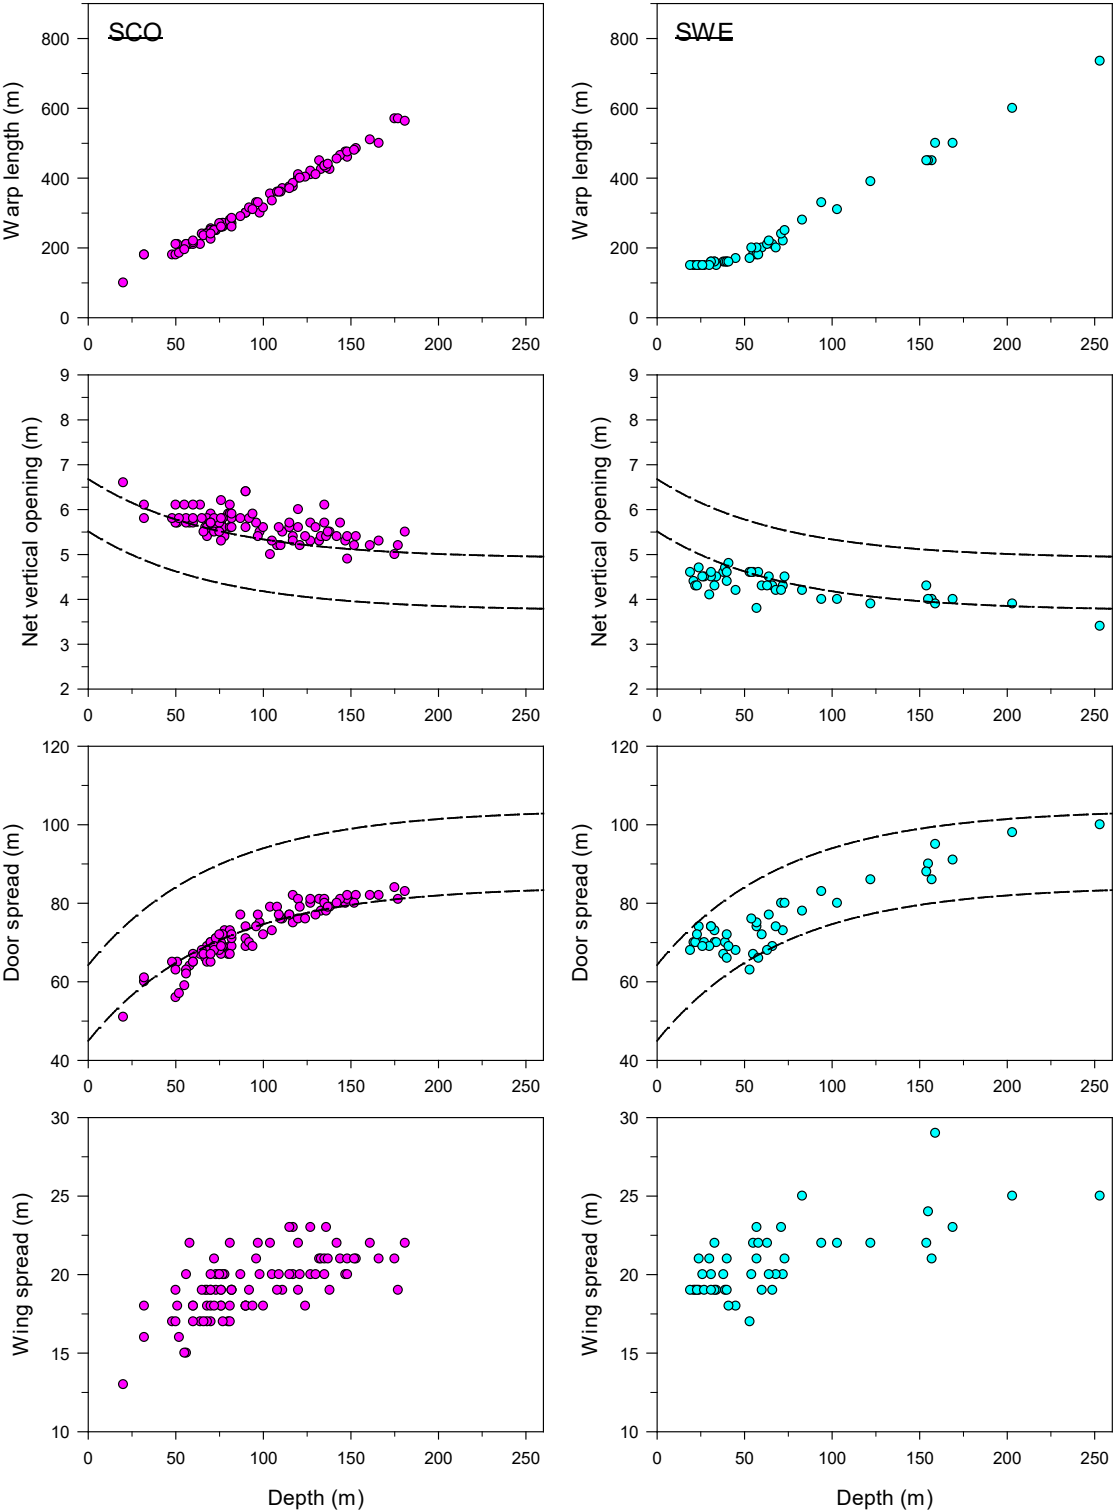 SCO
SWE
Warp length (m)
800
600
400
200
0
0 50 100 150 200 250
Warp length (m)
800
600
400
200
0
0 50 100 150 200 250
Net vertical opening (m)
9
8
7
6
5
4
3
2
0 50 100 150 200 250
Net vertical opening (m)
9
8
7
6
5
4
3
2
0 50 100 150 200 250
Door spread (m)
120
100
80
60
40
0 50 100 150 200 250
Door spread (m)
120
100
80
60
40
0 50 100 150 200 250
Wing spread (m)
30
25
20
15
10
0 50 100 150 200 250
Depth (m)
Wing spread (m)
30
25
20
15
10
0 50 100 150 200 250
Depth (m)